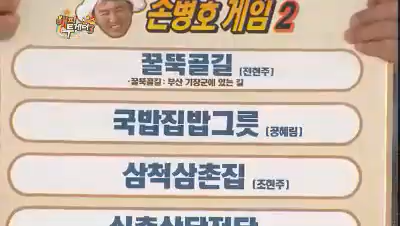 손병호 게임 2
꿀뚝골길 (전현주)
·꿀뚝골길 : 부산 기장군에 있는 길
국밥집밥그릇 (공혜림)
삼척삼촌집 (조현주)